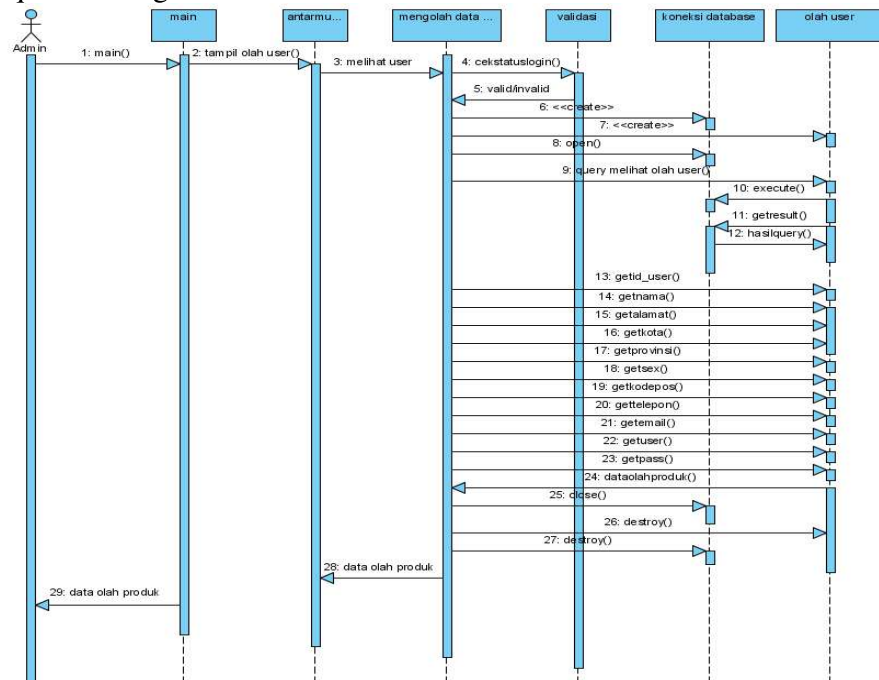 main
antarmu...
mengolah data ...
validasi
koneksi database
olah user
Admin
1: main()
2: tampil olah user()
3: melihat user
4: cekstatuslogin()
5: valid/invalid
6: <<create>>
7: <<create>>
8: open()
9: query melihat olah user()
10: execute()
11: getresult()
12: hasilquery()
13: getid_user()
14: getnama()
15: getalamat()
16: getkota()
17: getprovinsi()
18: getsex()
19: getkodepos()
20: gettelepon()
21: getemail()
22: getuser()
23: getpass()
24: dataolahproduk()
25: close()
26: destroy()
27: destroy()
28: data olah produk
29: data olah produk